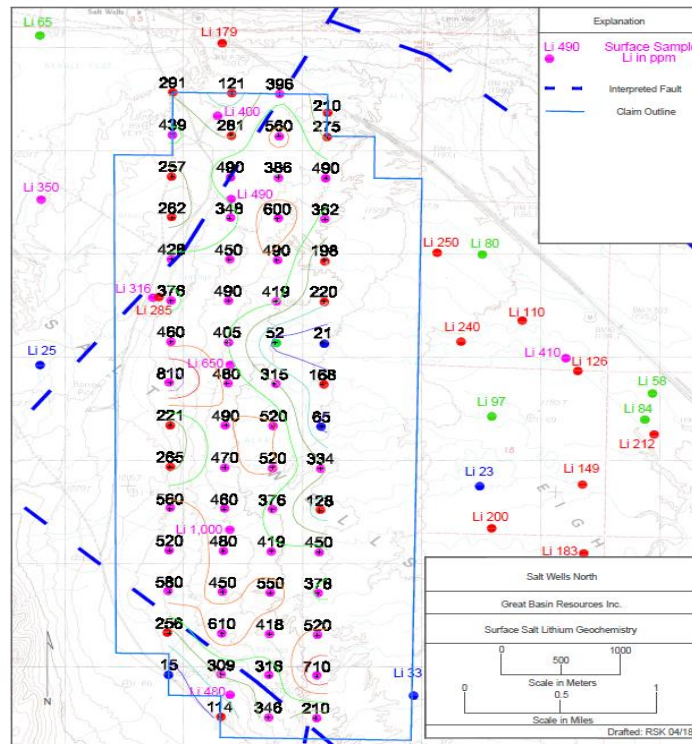 Salt Wells
Li 65
Li 179
Explanation
Li 490 Surface Sample
Li in ppm
Interpreted Fault
Claim Outline
291 121 396
Li 400 210
439 281 560 275
257 490 386 490
Li 350 Li 490
262 348 600 362
428 450 490 198
Li 250 Li 80
Li 316 376 490 419 220
Li 285
Li 110
460 405 52 21
Li 240
Li 25 Li 650 Li 410
810 480 315 168
Li 126
Li 58
221 490 520 65
Li 97 Li 84
Li 212
265 470 520 334
Li 23 Li 149
560 460 376 128
Li 1,000 Li 200
520 480 419 450
Li 183
580 450 550 378
256 610 418 520
15 309 316 710
Li 480 Li 33
114 346 210
SALT WELLS
EIGH
N
Salt Wells North
Great Basin Resources Inc.
Surface Salt Lithium Geochemistry
0 500 1000
Scale in Meters
0 0.5 1
Scale in Miles
Drafted: RSK 04/18